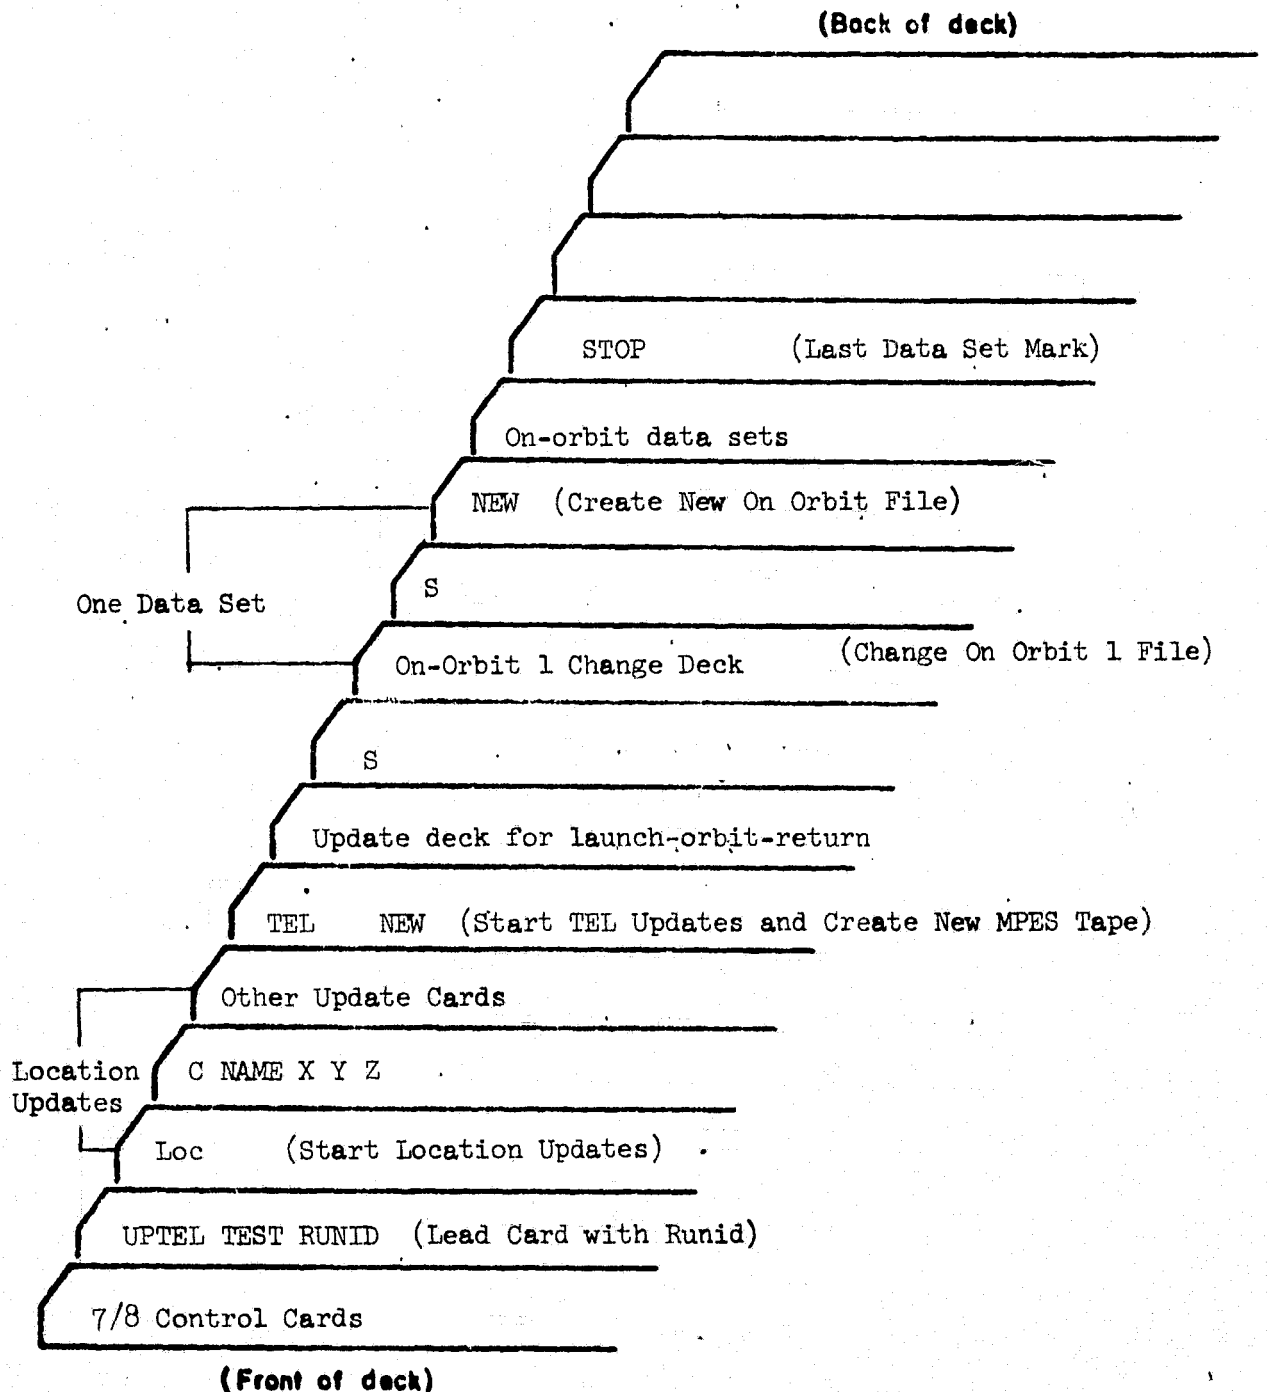 (Back of deck)
STOP (Last Data Set Mark)
On-orbit data sets
NEW (Create New On Orbit File)
S
One Data Set
On-Orbit 1 Change Deck (Change On Orbit 1 File)
S
Update deck for launch-orbit-return
TEL NEW (Start TEL Updates and Create New MPES Tape)
Other Update Cards
Location
Updates
C NAME X Y Z
Loc (Start Location Updates)
UPTEL TEST RUNID (Lead Card with Runid)
7/8 Control Cards
(Front of deck)